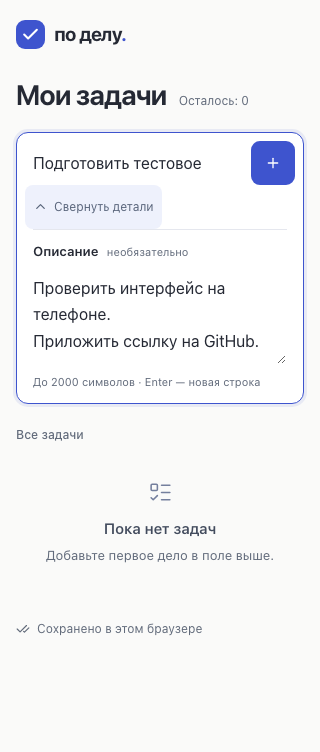 по делу.
Мои задачи Осталось: 0
Подготовить тестовое
+
Свернуть детали
Описание необязательно
Проверить интерфейс на
телефоне.
Приложить ссылку на GitHub.
До 2000 символов · Enter — новая строка
Все задачи
Пока нет задач
Добавьте первое дело в поле выше.
Сохранено в этом браузере